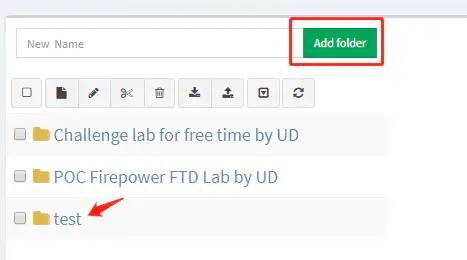 New Name
Add folder
Challenge lab for free time by UD
POC Firepower FTD Lab by UD
test